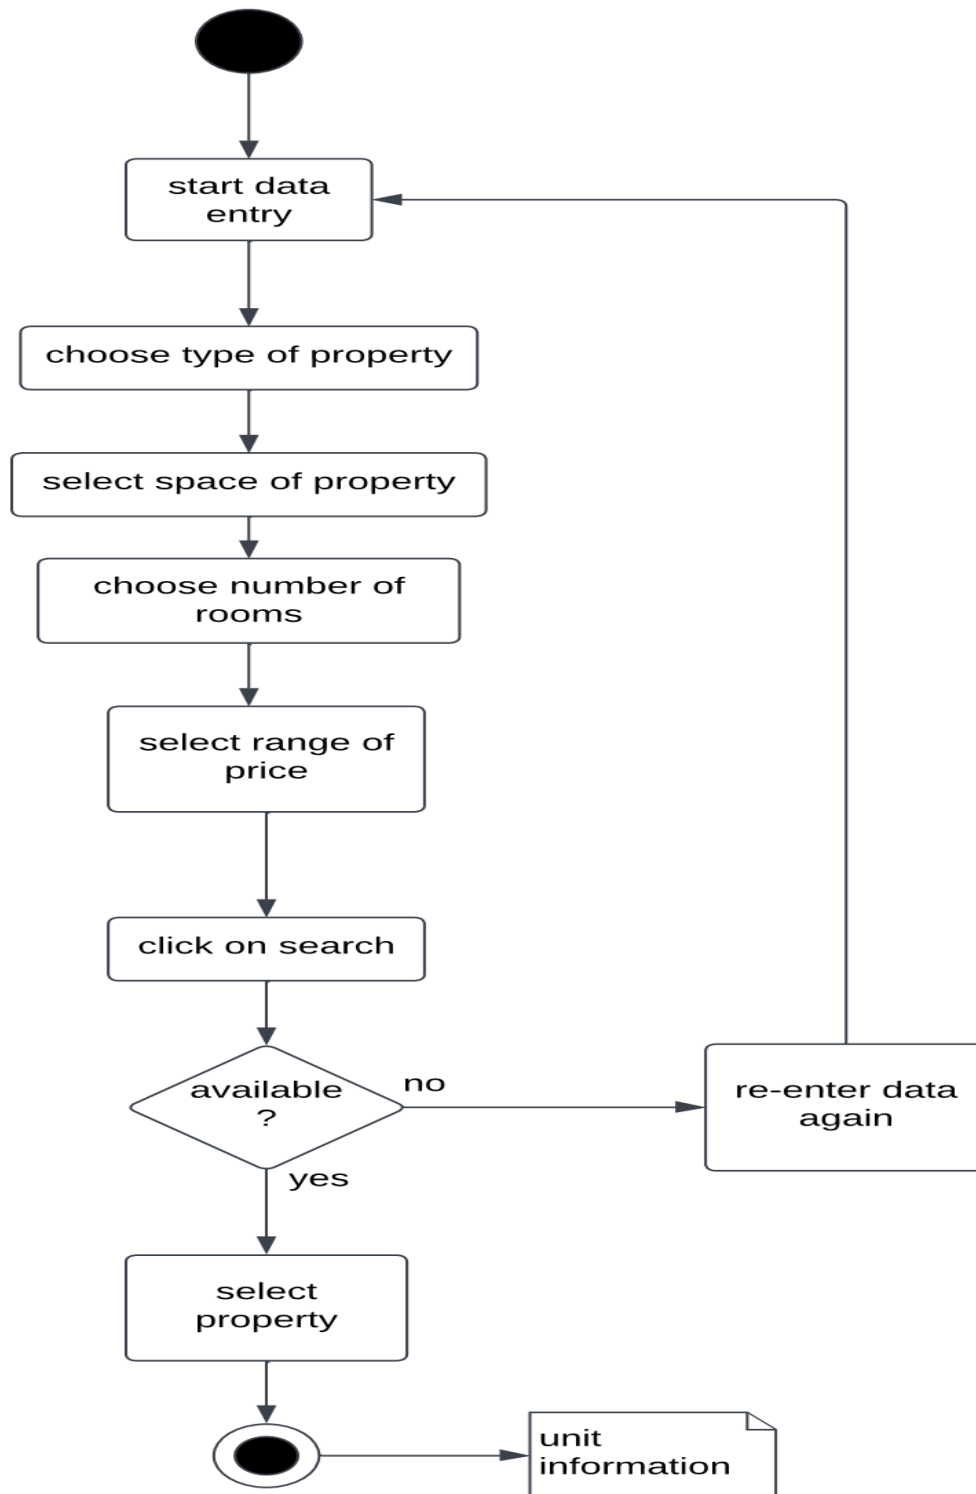 start data
entry
choose type of property
select space of property
choose number of
rooms
select range of
price
click on search
available
?
no
re-enter data
again
yes
select
property
unit
information